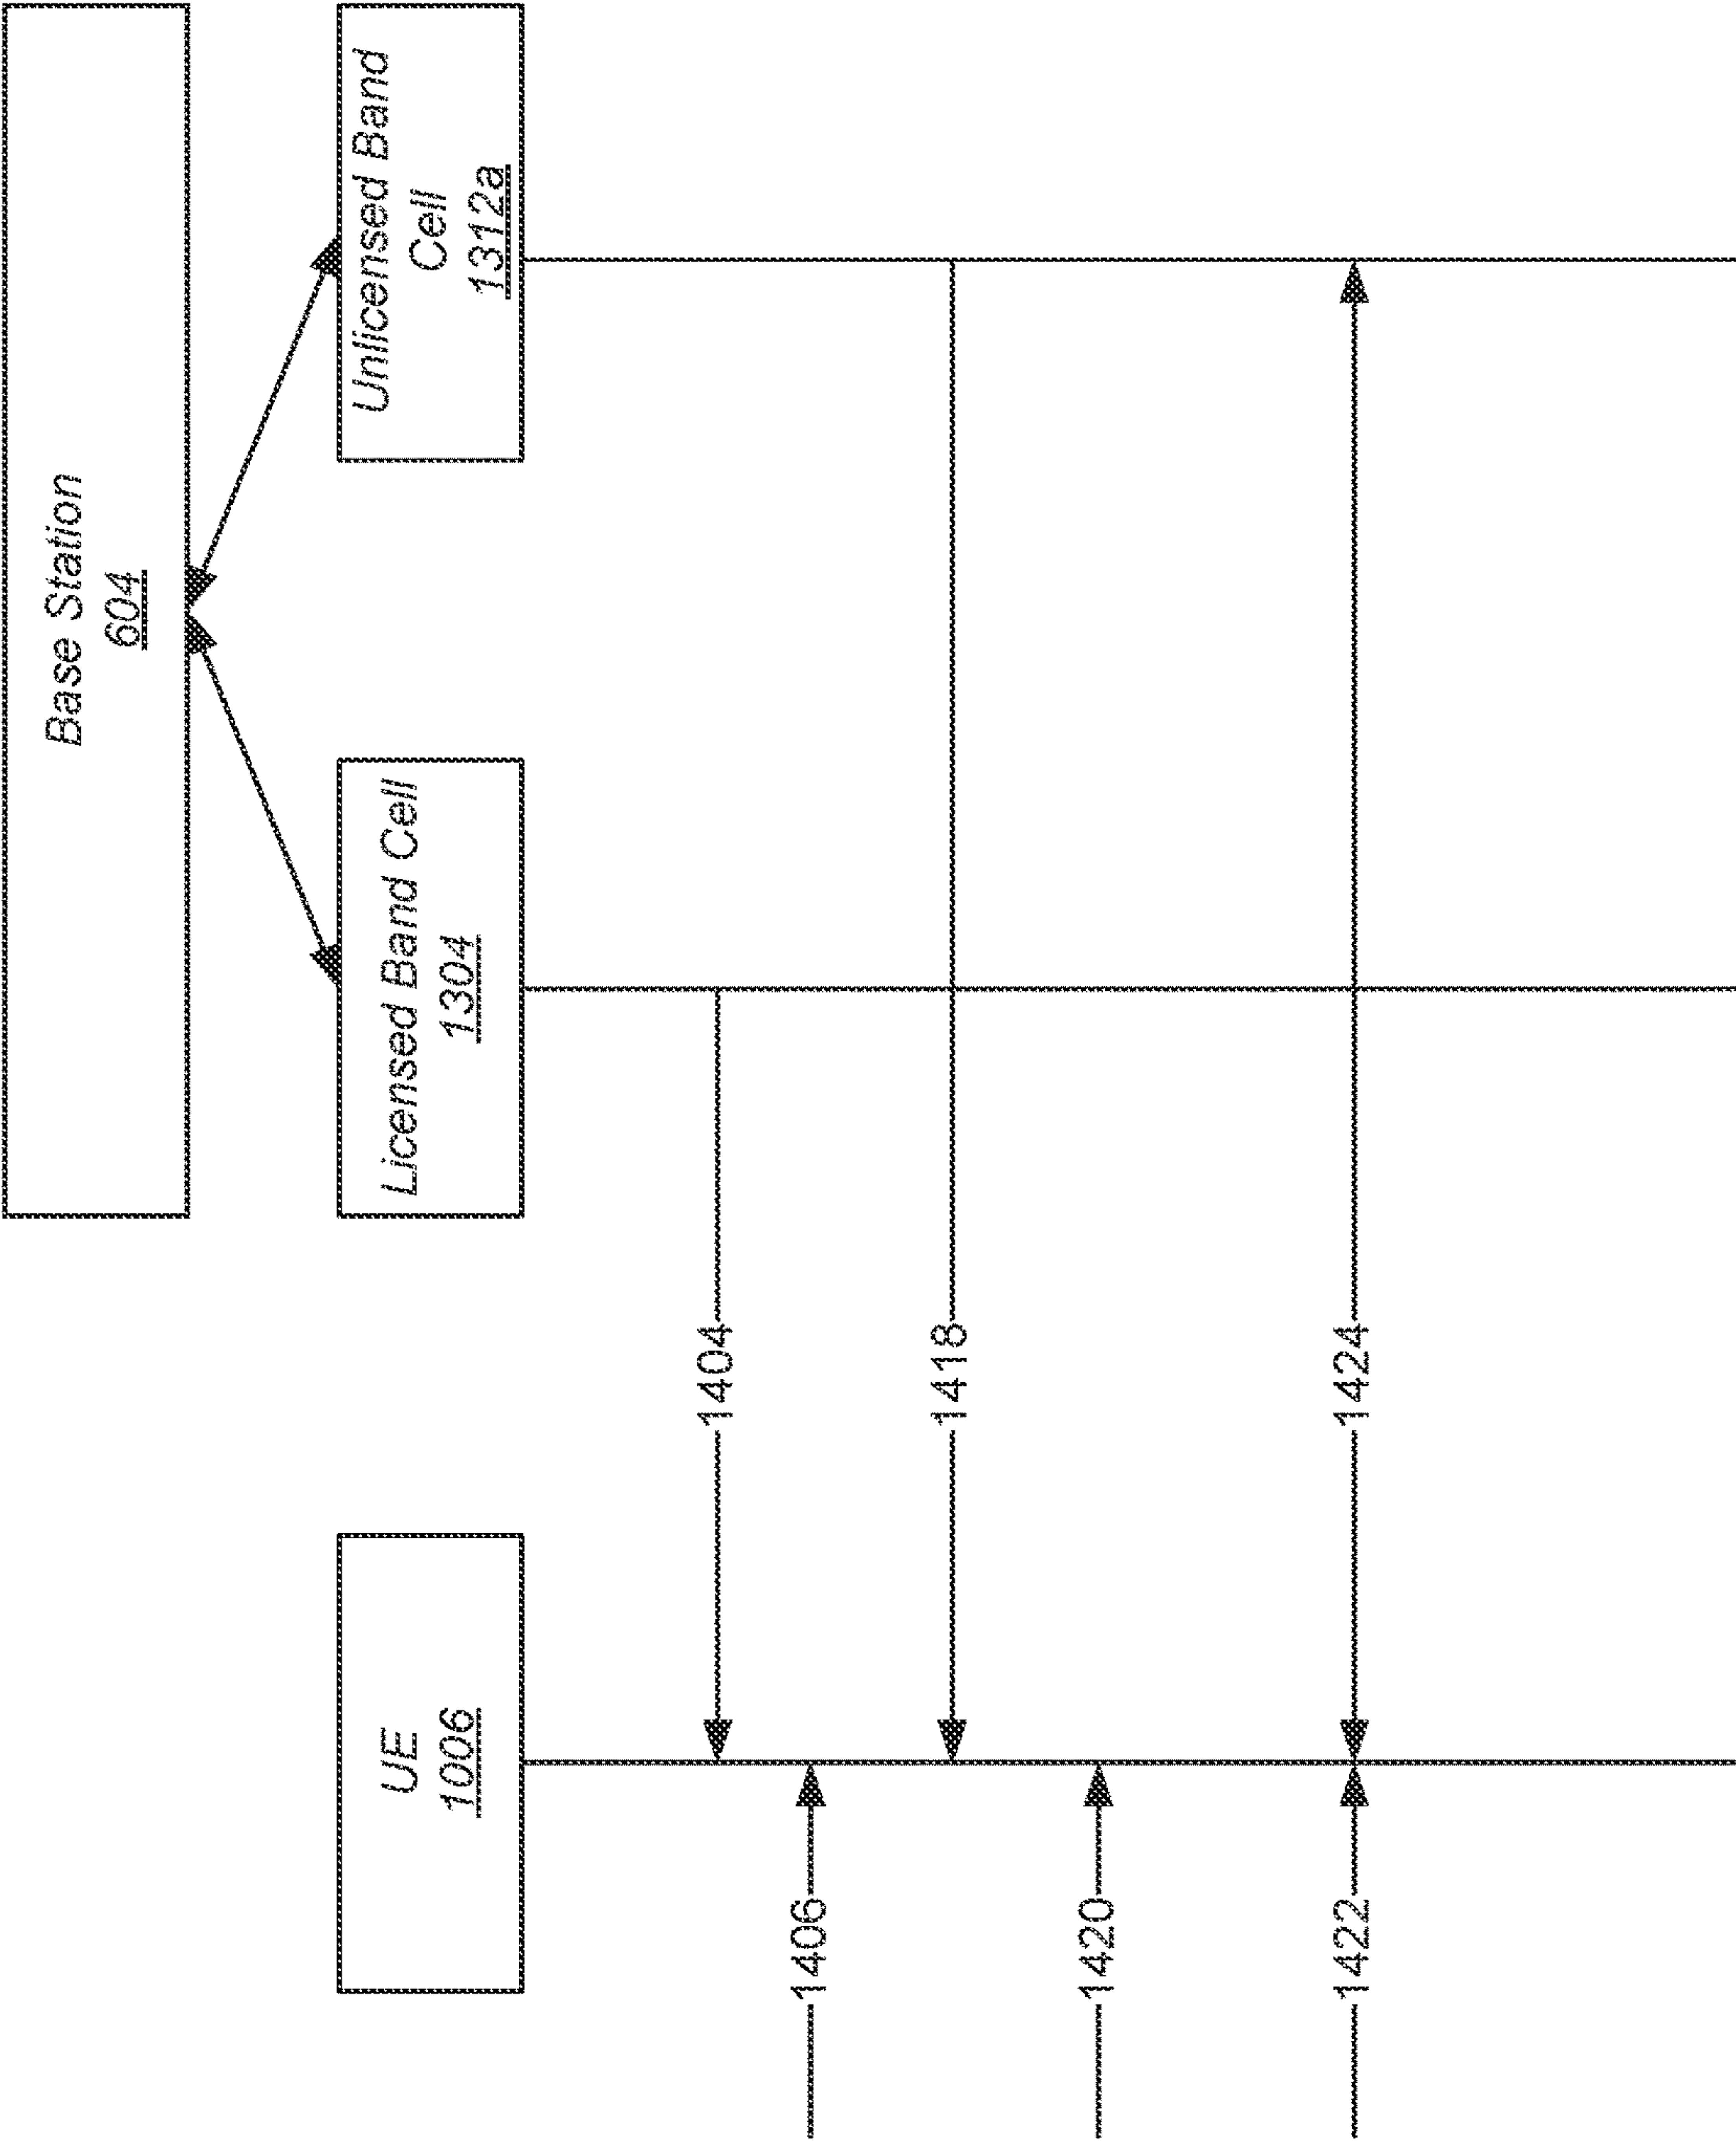 Base Station
604
UE
1006
Licensed Band Cell
1304
Unlicensed Band
Cell
1312a
1404
1406
1418
1420
1422
1424